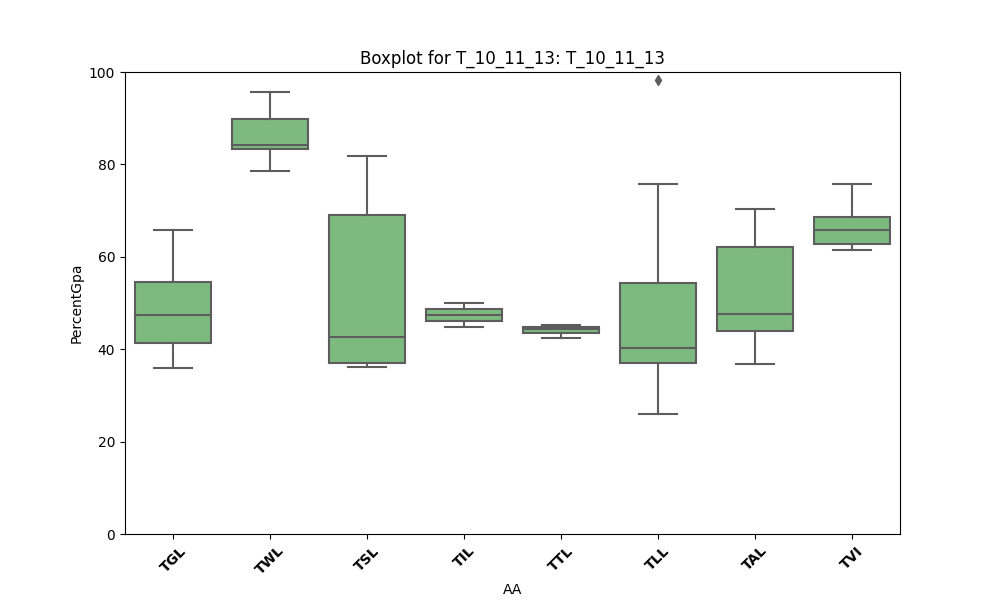 Boxplot for T_10_11_13: T_10_11_13
100
80
60
40
20
0
PercentGpa
TGL
TWL
TSL
TIL
TTL
TLL
TAL
TVI
AA